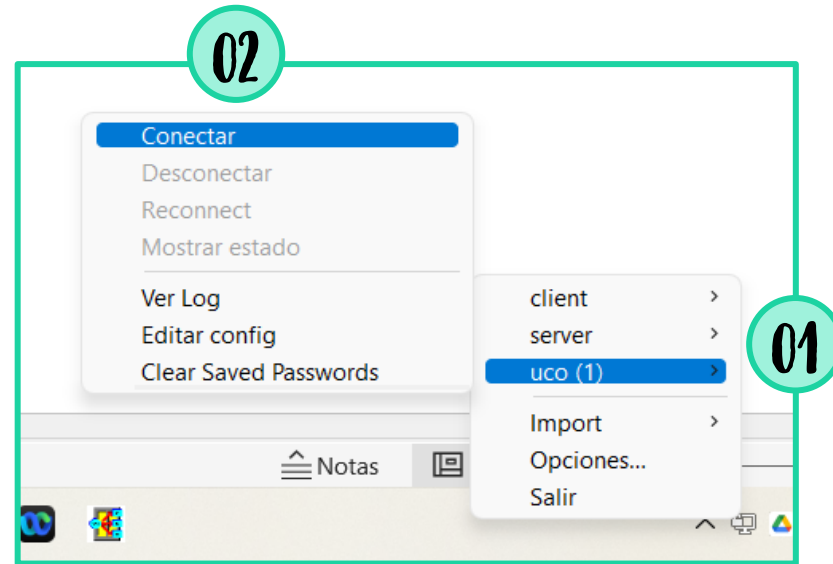 02
Conectar
Desconectar
Reconnect
Mostrar estado
Ver Log
Editar config
Clear Saved Passwords
client
server
uco (1)
Import
Opciones...
Salir
01
Notas